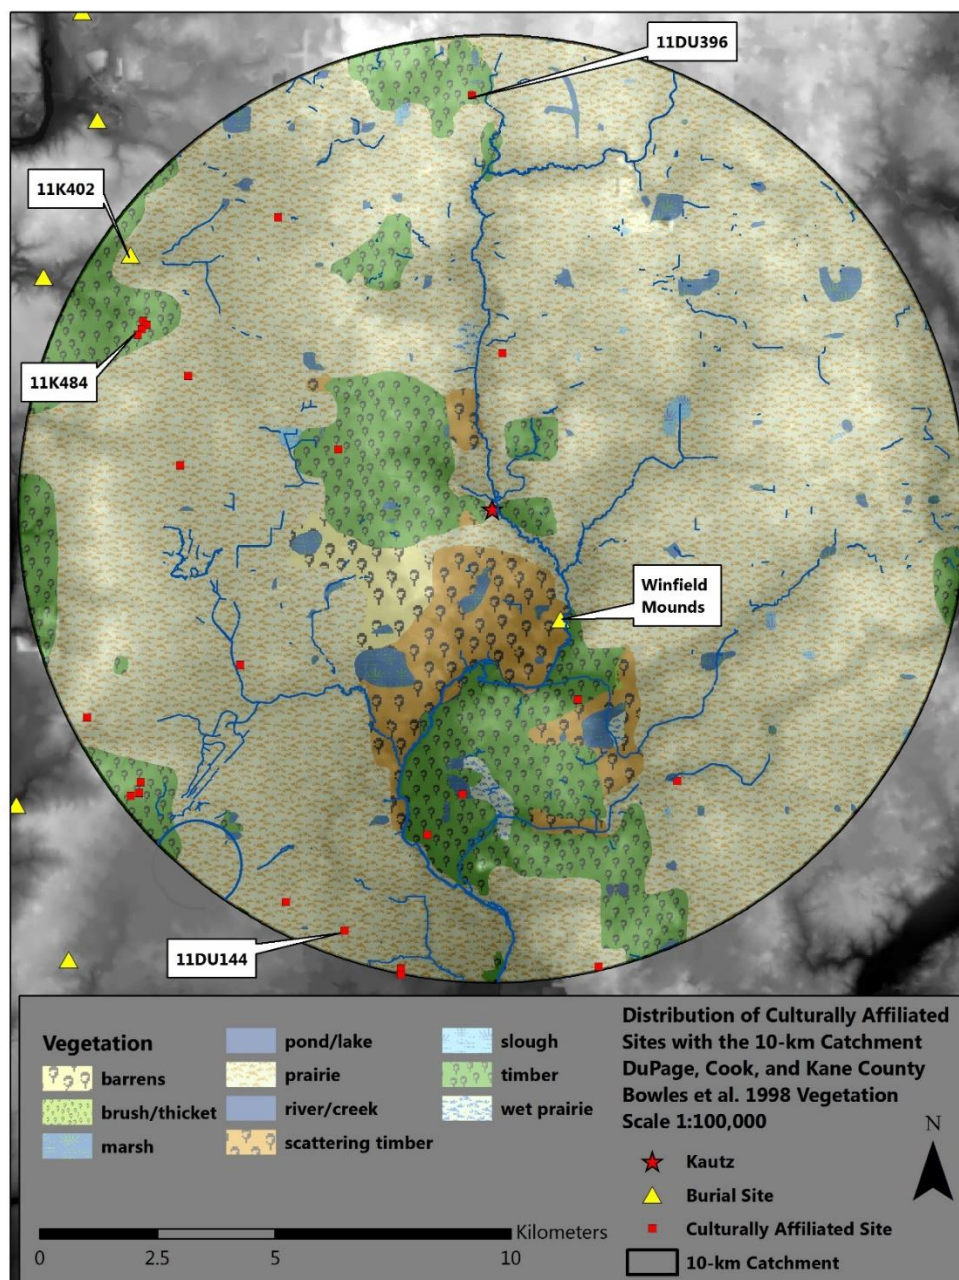 11DU396
11K402
11K484
Winfield
Mounds
11DU144
Vegetation
barrens
brush/thicket
marsh
pond/lake
prairie
river/creek
scattering timber
slough
timber
wet prairie
Distribution of Culturally Affiliated
Sites with the 10-km Catchment
DuPage, Cook, and Kane County
Bowles et al. 1998 Vegetation
Scale 1:100,000
N
Kautz
Burial Site
Culturally Affiliated Site
10-km Catchment
Kilometers
0 2.5 5 10